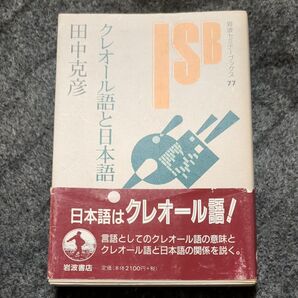 岩波セミナーブックス 77
ISB
クレオール語と日本語
田中克彦
日本語はクレオール語!
言語としてのクレオール語の意味と
クレオール語と日本語の関係を説く。
岩波書店
定価:本体2100円+税